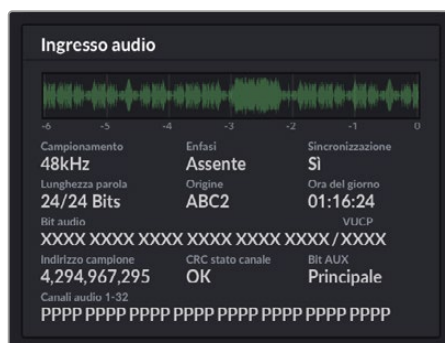 Ingresso audio
-6 -5 -4 -3 -2 -1 0
Campionamento Enfasi Sincronizzazione
48kHz Assente Sì
Lunghezza parola Origine Ora del giorno
24/24 Bits ABC2 01:16:24
Bit audio VUCP
XXXX XXXX XXXX XXXX XXXX XXXX/XXXX
Indirizzo campione CRC stato canale Bit AUX
4,294,967,295 OK Principale
Canali audio 1-32
PPPP PPPP PPPP PPPP PPPP PPPP PPPP PPPP